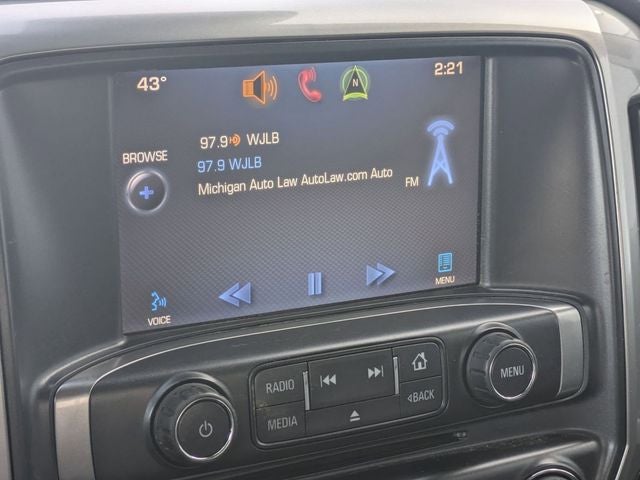 43°
N
2:21
97.9 WJLB
BROWSE
97.9 WJLB
Michigan Auto Law AutoLaw.com Auto
FM
VOICE
MENU
RADIO
MEDIA
BACK
MENU